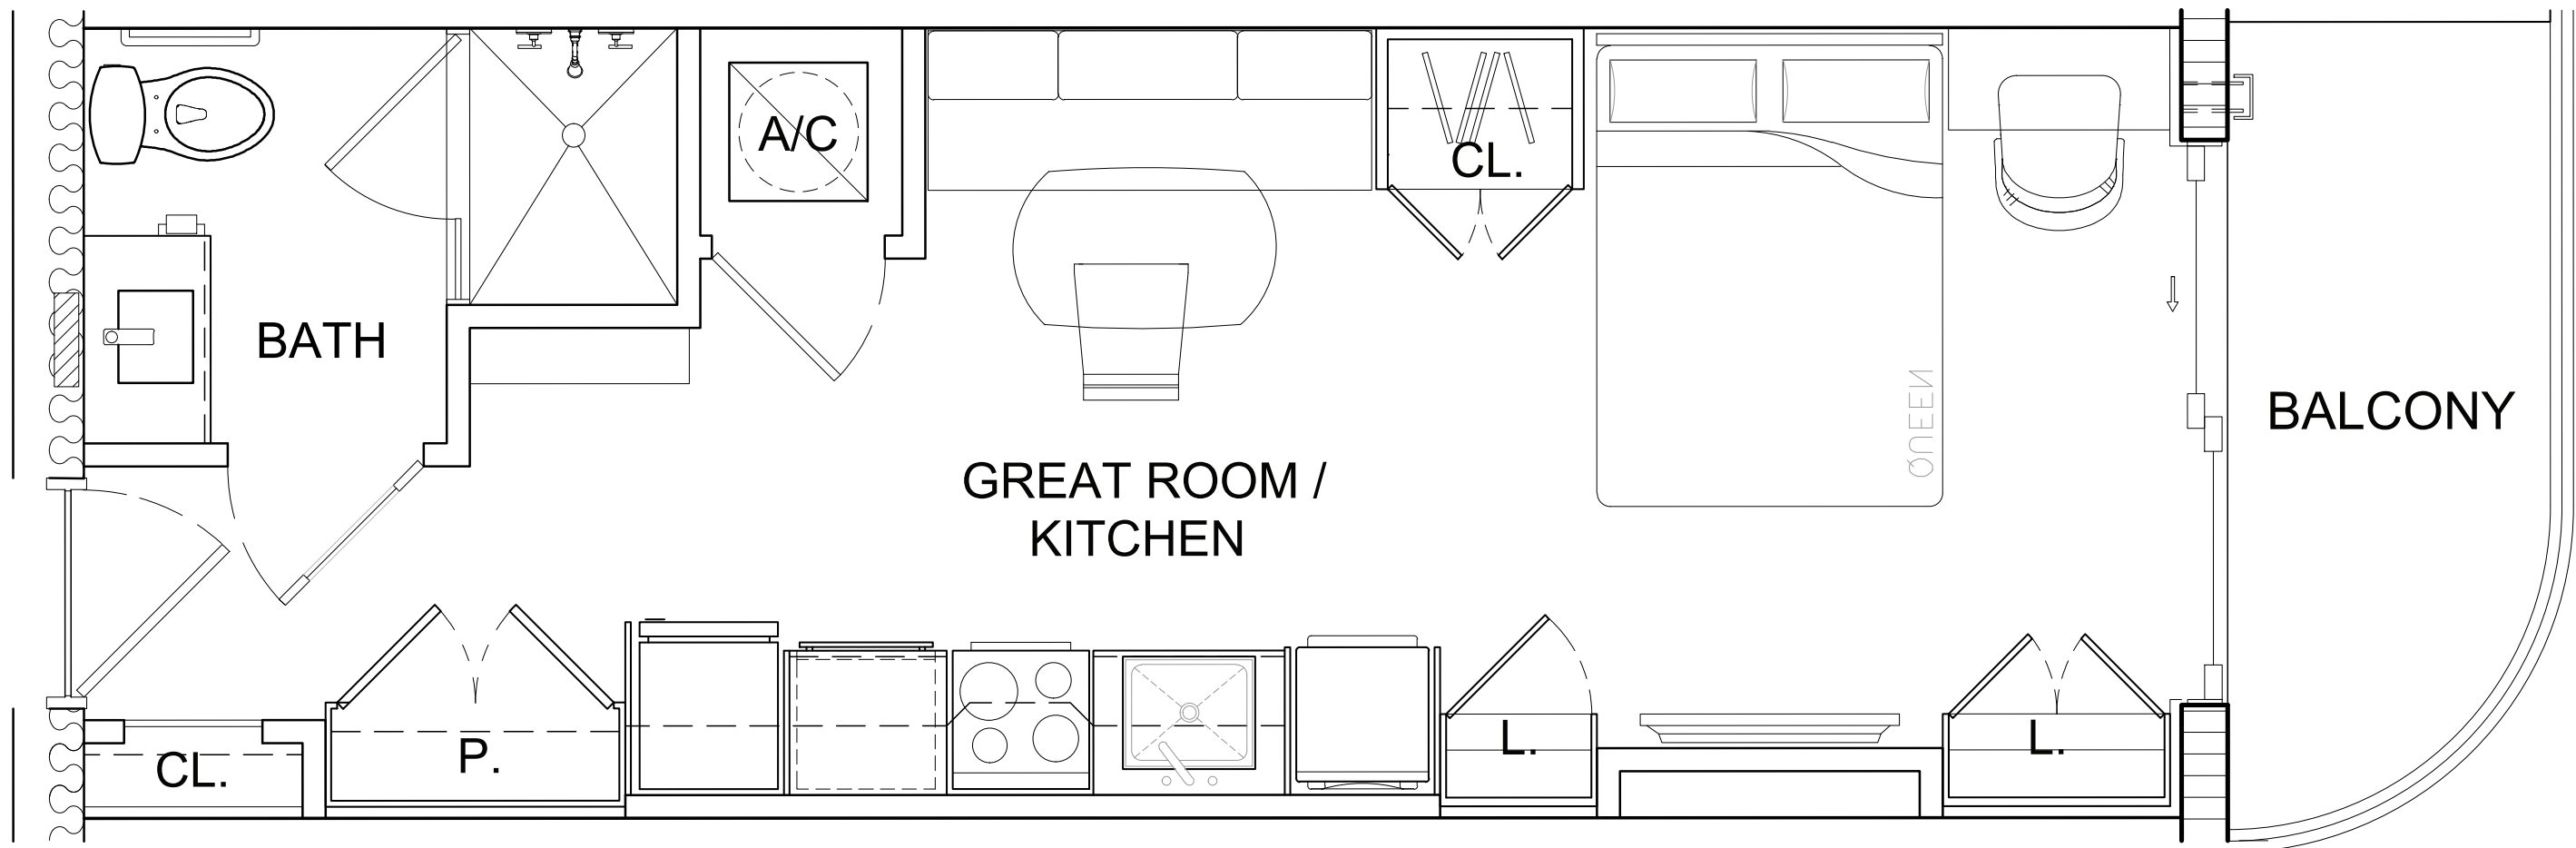 A/C
CL.
BATH
QUEEN
BALCONY
GREAT ROOM /
KITCHEN
CL.
P.
L.
L.